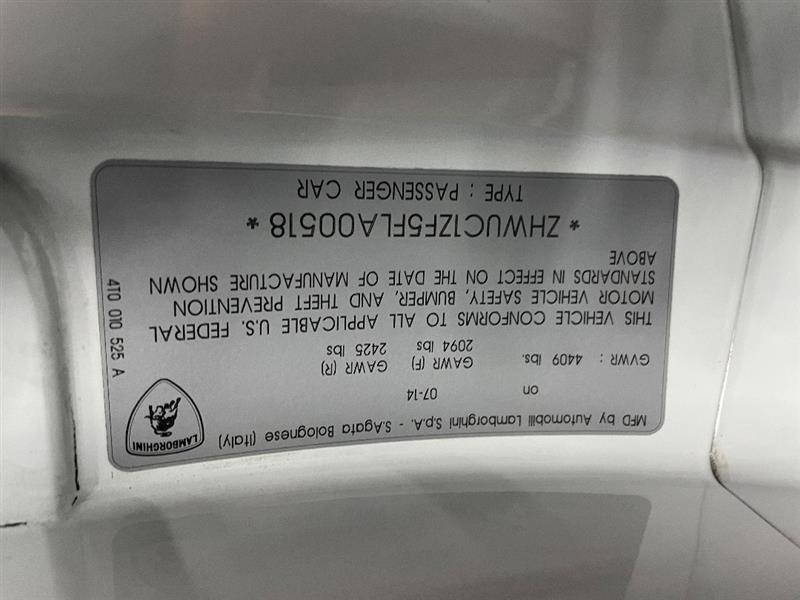 MFD by Automobili Lamborghini S.p.A. - S.Agata Bolognese (Italy)
on 07-14
LAMBORGHINI
GVWR : 4409 lbs. GAWR (F) GAWR (R)
2094 lbs 2425 lbs
THIS VEHICLE CONFORMS TO ALL APPLICABLE U.S. FEDERAL
MOTOR VEHICLE SAFETY, BUMPER, AND THEFT PREVENTION
STANDARDS IN EFFECT ON THE DATE OF MANUFACTURE SHOWN
ABOVE
* ZHWUC1ZF5FLA00518 *
TYPE : PASSENGER CAR
4T0 010 525 A